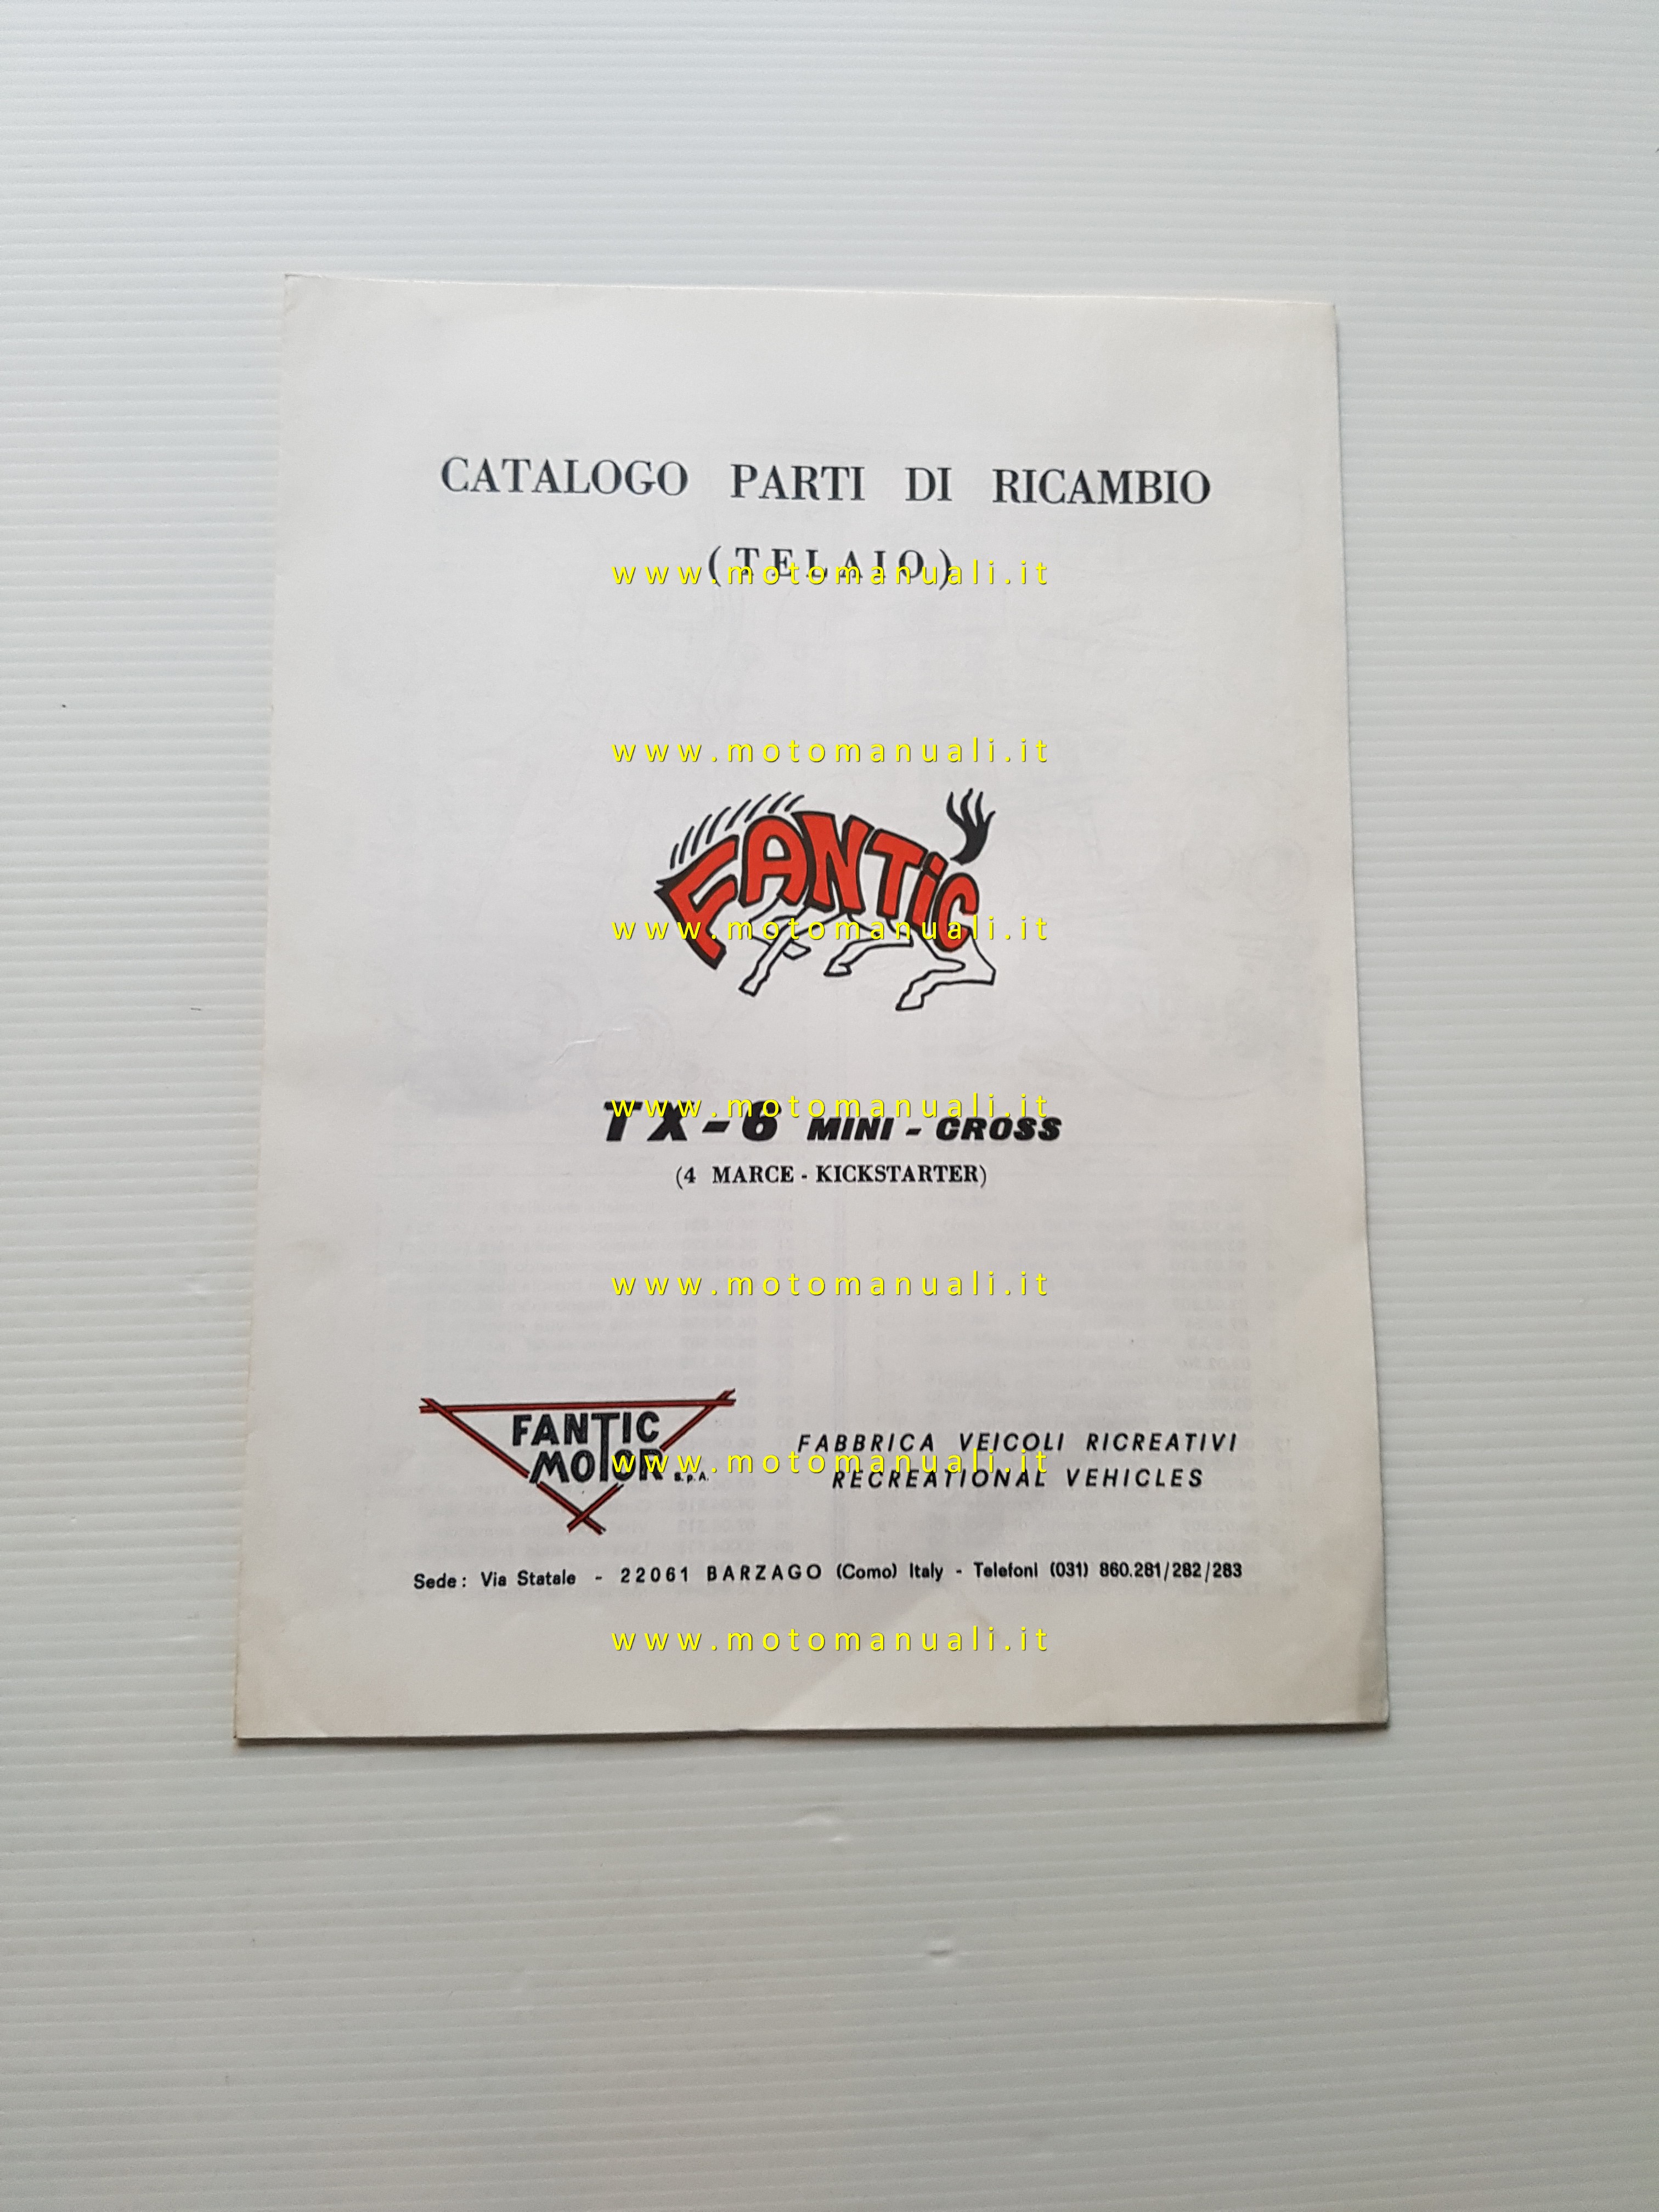 CATALOGO PARTI DI RICAMBIO
(TELAIO)
www.motomanuali.it
www.motomanuali.it
FANTIC
www.motomanuali.it
www.motomanuali.it
TX-6 MINI - CROSS
(4 MARCE - KICKSTARTER)
www.motomanuali.it
FANTIC
MOTOR S.p.A.
FABBRICA VEICOLI RICREATIVI
www.motomanuali.it
RECREATIONAL VEHICLES
Sede: Via Statale - 22061 BARZAGO (Como) Italy - Telefoni (031) 860.281/282/283
www.motomanuali.it